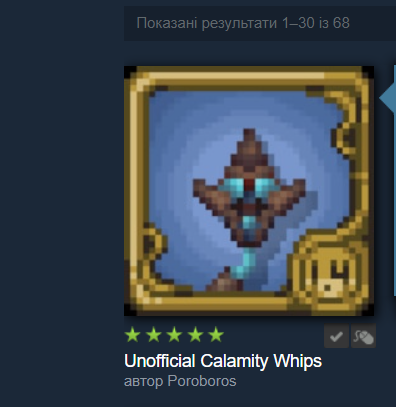 Показані результати 1–30 із 68
Unofficial Calamity Whips
автор Poroboros